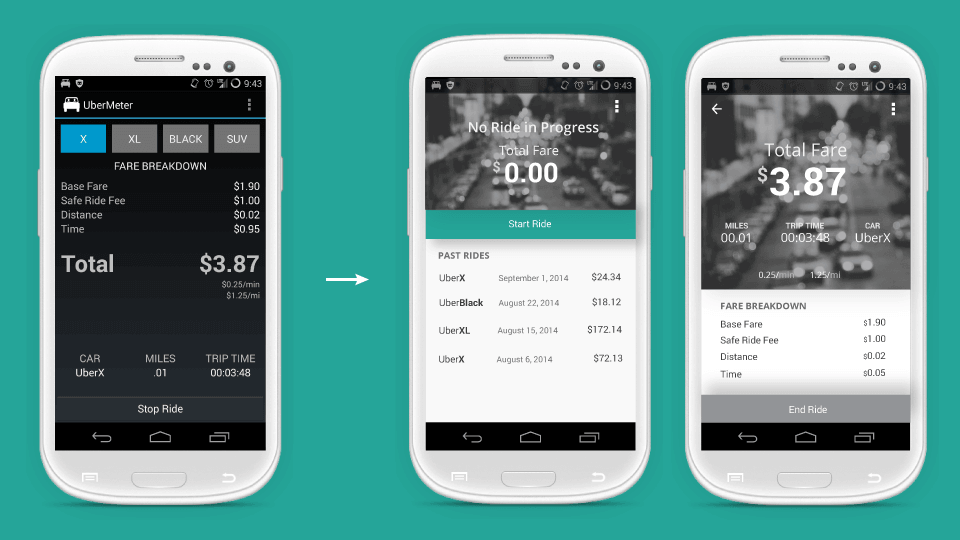 9:43
UberMeter
X XL BLACK SUV
FARE BREAKDOWN
Base Fare $1.90
Safe Ride Fee $1.00
Distance $0.02
Time $0.95
Total $3.87
$0.25/min
$1.25/mi
CAR MILES TRIP TIME
UberX .01 00:03:48
Stop Ride
9:43
No Ride in Progress
Total Fare
$0.00
Start Ride
PAST RIDES
UberX September 1, 2014 $24.34
UberBlack August 22, 2014 $18.12
UberXL August 15, 2014 $172.14
UberX August 6, 2014 $72.13
9:43
Total Fare
$3.87
MILES TRIP TIME CAR
00.01 00:03:48 UberX
0.25/min 1.25/mi
FARE BREAKDOWN
Base Fare $1.90
Safe Ride Fee $1.00
Distance $0.02
Time $0.05
End Ride